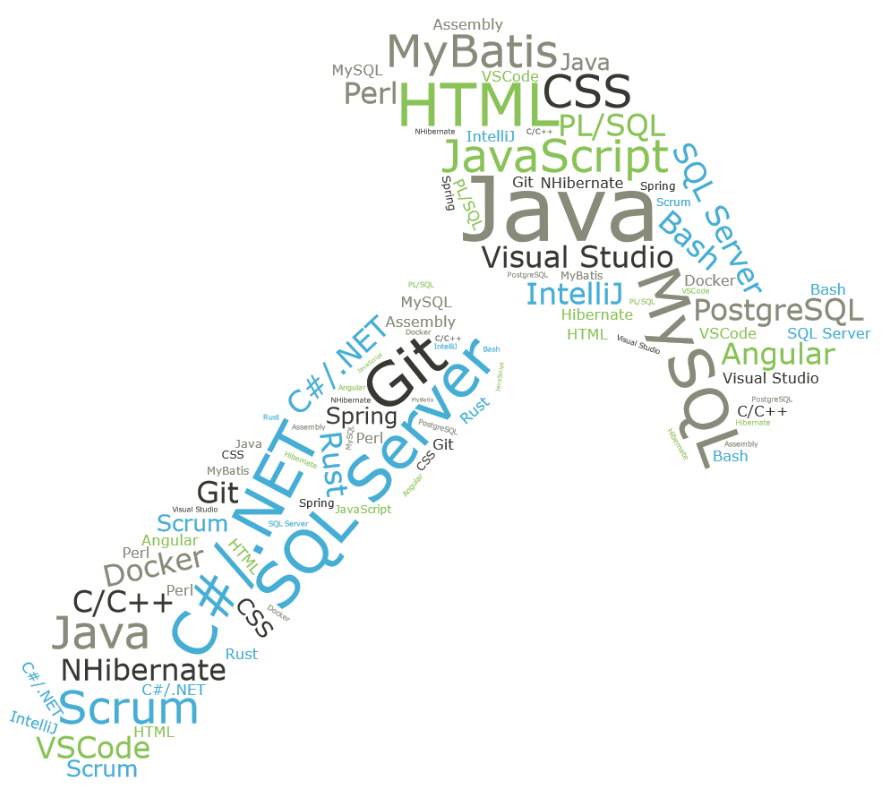 Assembly
MyBatis
Java
MySQL
VSCode
CSS
Perl
HTML
PL/SQL
NHibernate
IntelliJ
C/C++
JavaScript
SQL Server
Spring
PL/SQL
Git
NHibernate
Spring
Java
Scrum
Bash
Visual Studio
PostgreSQL
MyBatis
Docker
MySQL
IntelliJ
PL/SQL
VSCode
Bash
Hibernate
PostgreSQL
HTML
Visual Studio
VSCode
SQL Server
Angular
Visual Studio
PostgreSQL
C/C++
Hibernate
Hibernate
Assembly
Bash
PL/SQL
MySQL
Assembly
Docker
C/C++
IntelliJ
Bash
C#/.NET
Git
JavaScript
JavaScript
Angular
NHibernate
MyBatis
SQL Server
Rust
Rust
Spring
Assembly
MySQL
Perl
PostgreSQL
Git
Java
CSS
MyBatis
Hibernate
Rust
CSS
Angular
C#/.NET
Git
Visual Studio
Spring
JavaScript
Scrum
SQL Server
Angular
Perl
HTML
Docker
Perl
C/C++
CSS
Docker
Java
Rust
NHibernate
C#/.NET
C#/.NET
Scrum
IntelliJ
HTML
VSCode
Scrum